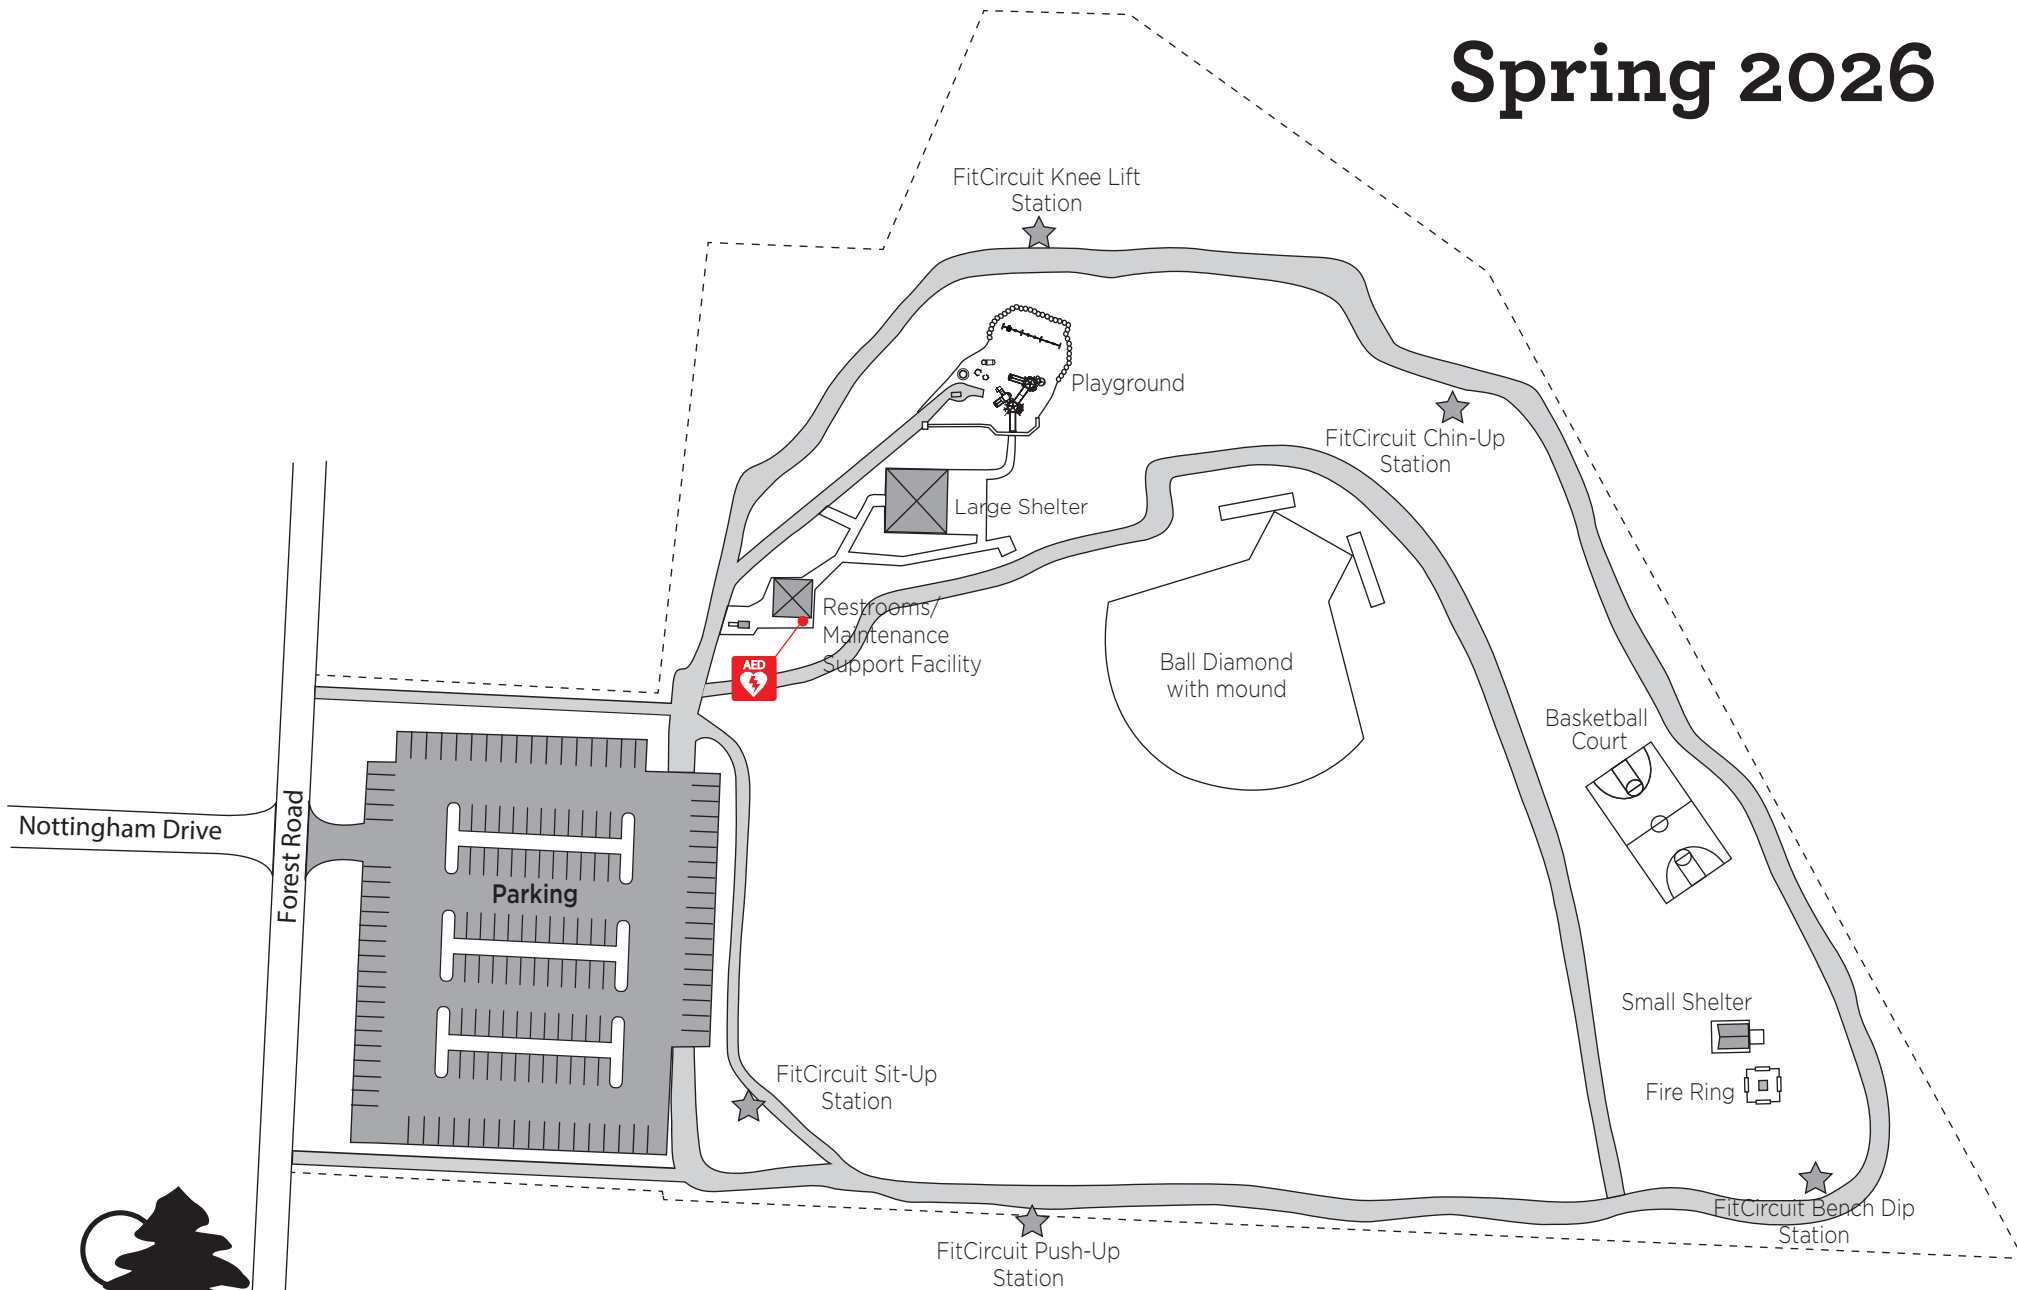 Spring 2026
FitCircuit Knee Lift
Station
Playground
FitCircuit Chin-Up
Station
Large Shelter
Restrooms/
Maintenance
Support Facility
AED
Ball Diamond
with mound
Basketball
Court
Nottingham Drive
Forest Road
Parking
Small Shelter
Fire Ring
FitCircuit Sit-Up
Station
FitCircuit Bench Dip
Station
FitCircuit Push-Up
Station